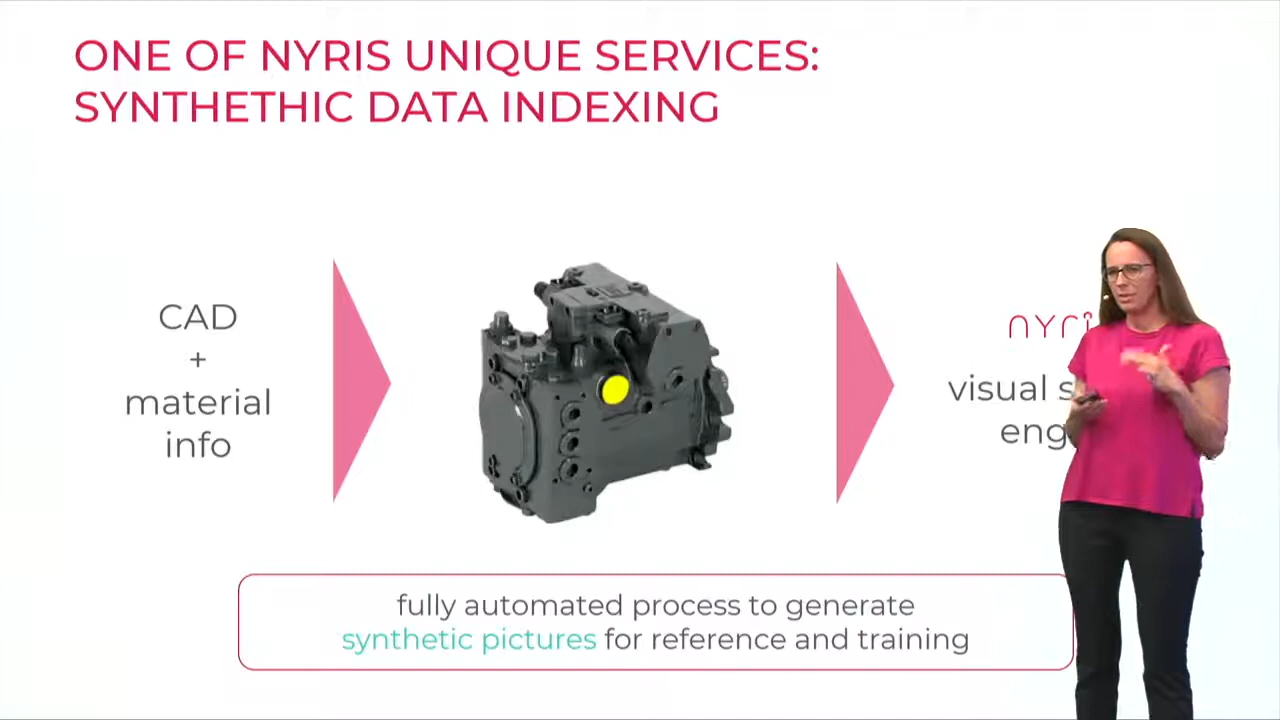 ONE OF NYRIS UNIQUE SERVICES:
SYNTHETHIC DATA INDEXING
CAD
+
material
info
visual
fully automated process to generate
synthetic pictures for reference and training